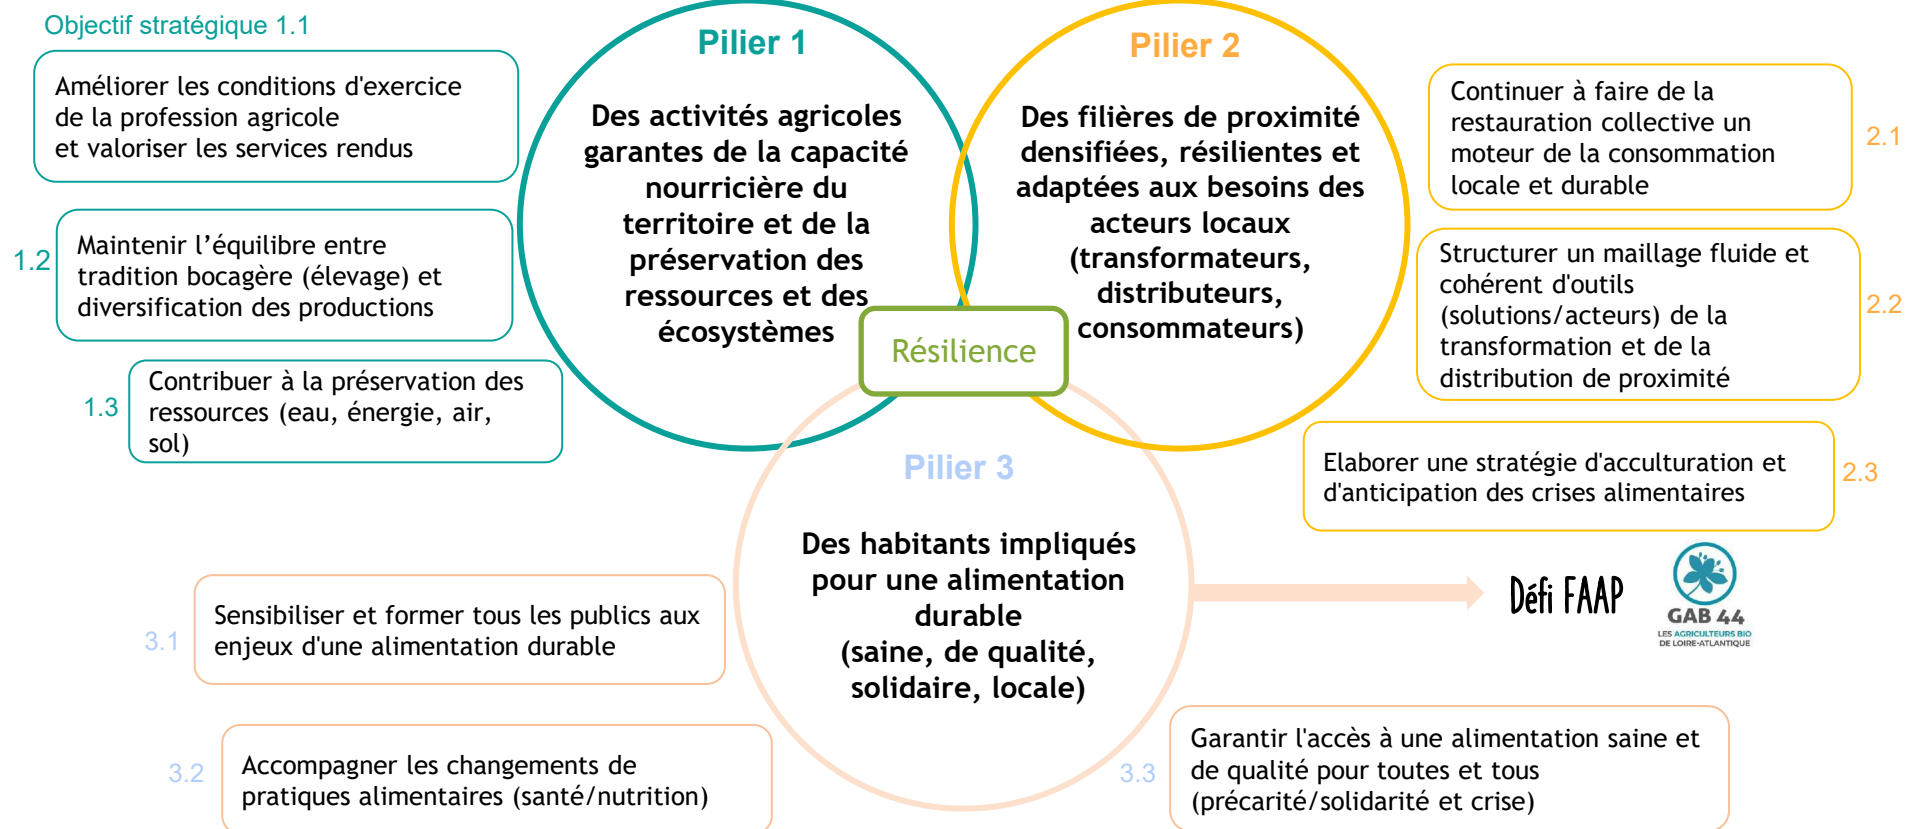 Objectif stratégique 1.1
Améliorer les conditions d'exercice
de la profession agricole
et valoriser les services rendus
1.2
Maintenir l’équilibre entre
tradition bocagère (élevage) et
diversification des productions
1.3
Contribuer à la préservation des
ressources (eau, énergie, air,
sol)
Pilier 1
Des activités agricoles
garantes de la capacité
nourricière du
territoire et de la
préservation des
ressources et des
écosystèmes
Pilier 2
Des filières de proximité
densifiées, résilientes et
adaptées aux besoins des
acteurs locaux
(transformateurs,
distributeurs,
consommateurs)
Résilience
Continuer à faire de la
restauration collective un
moteur de la consommation
locale et durable
2.1
Structurer un maillage fluide et
cohérent d'outils
(solutions/acteurs) de la
transformation et de la
distribution de proximité
2.2
Elaborer une stratégie d'acculturation et
d'anticipation des crises alimentaires
2.3
Pilier 3
Des habitants impliqués
pour une alimentation
durable
(saine, de qualité,
solidaire, locale)
Défi FAAP
GAB 44
LES AGRICULTEURS BIO
DE LOIRE-ATLANTIQUE
3.1
Sensibiliser et former tous les publics aux
enjeux d'une alimentation durable
3.2
Accompagner les changements de
pratiques alimentaires (santé/nutrition)
3.3
Garantir l'accès à une alimentation saine et
de qualité pour toutes et tous
(précarité/solidarité et crise)